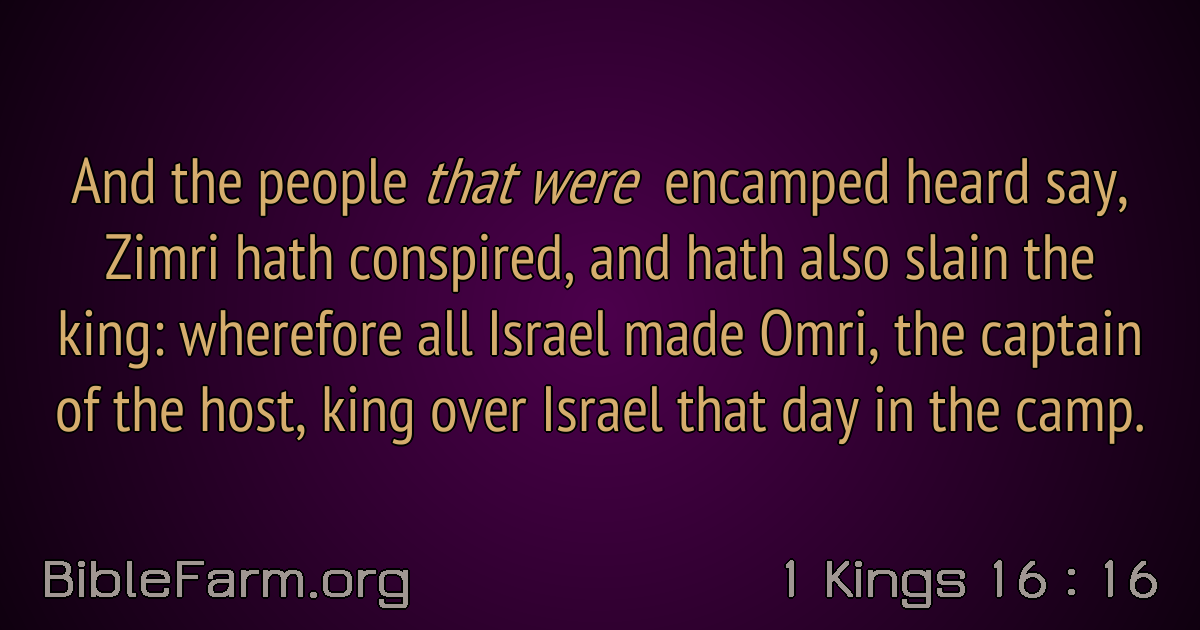 And the people that were encamped heard say,
Zimri hath conspired, and hath also slain the
king: wherefore all Israel made Omri, the captain
of the host, king over Israel that day in the camp.
BibleFarm.org
1 Kings 16 : 16